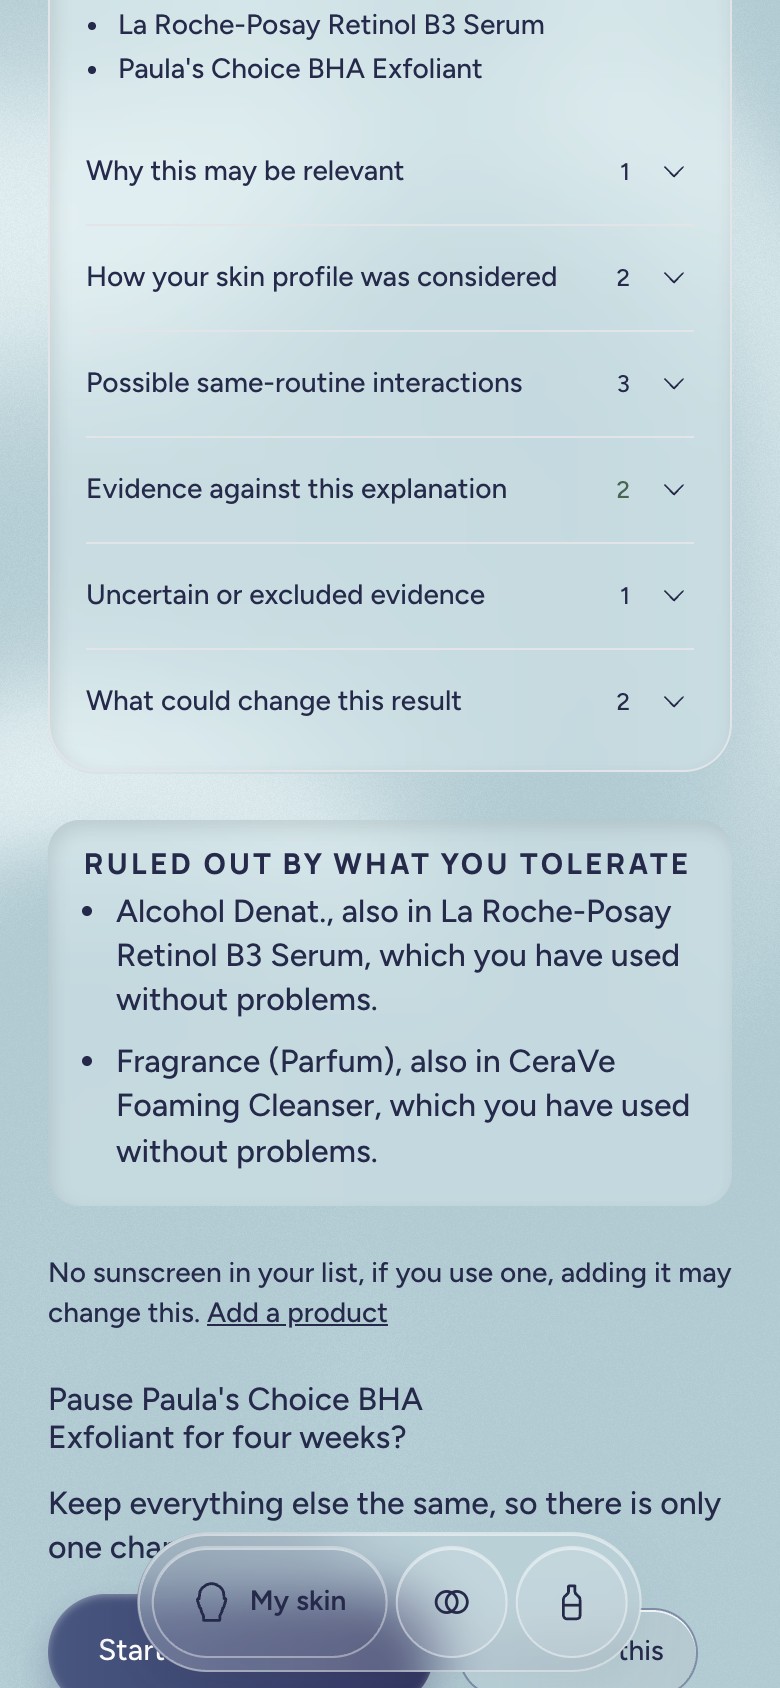 La Roche-Posay Retinol B3 Serum
Paula's Choice BHA Exfoliant
Why this may be relevant 1
How your skin profile was considered 2
Possible same-routine interactions 3
Evidence against this explanation 2
Uncertain or excluded evidence 1
What could change this result 2
RULED OUT BY WHAT YOU TOLERATE
Alcohol Denat., also in La Roche-Posay
Retinol B3 Serum, which you have used
without problems.
Fragrance (Parfum), also in CeraVe
Foaming Cleanser, which you have used
without problems.
No sunscreen in your list, if you use one, adding it may
change this. Add a product
Pause Paula's Choice BHA
Exfoliant for four weeks?
Keep everything else the same, so there is only
one
My skin
Start this